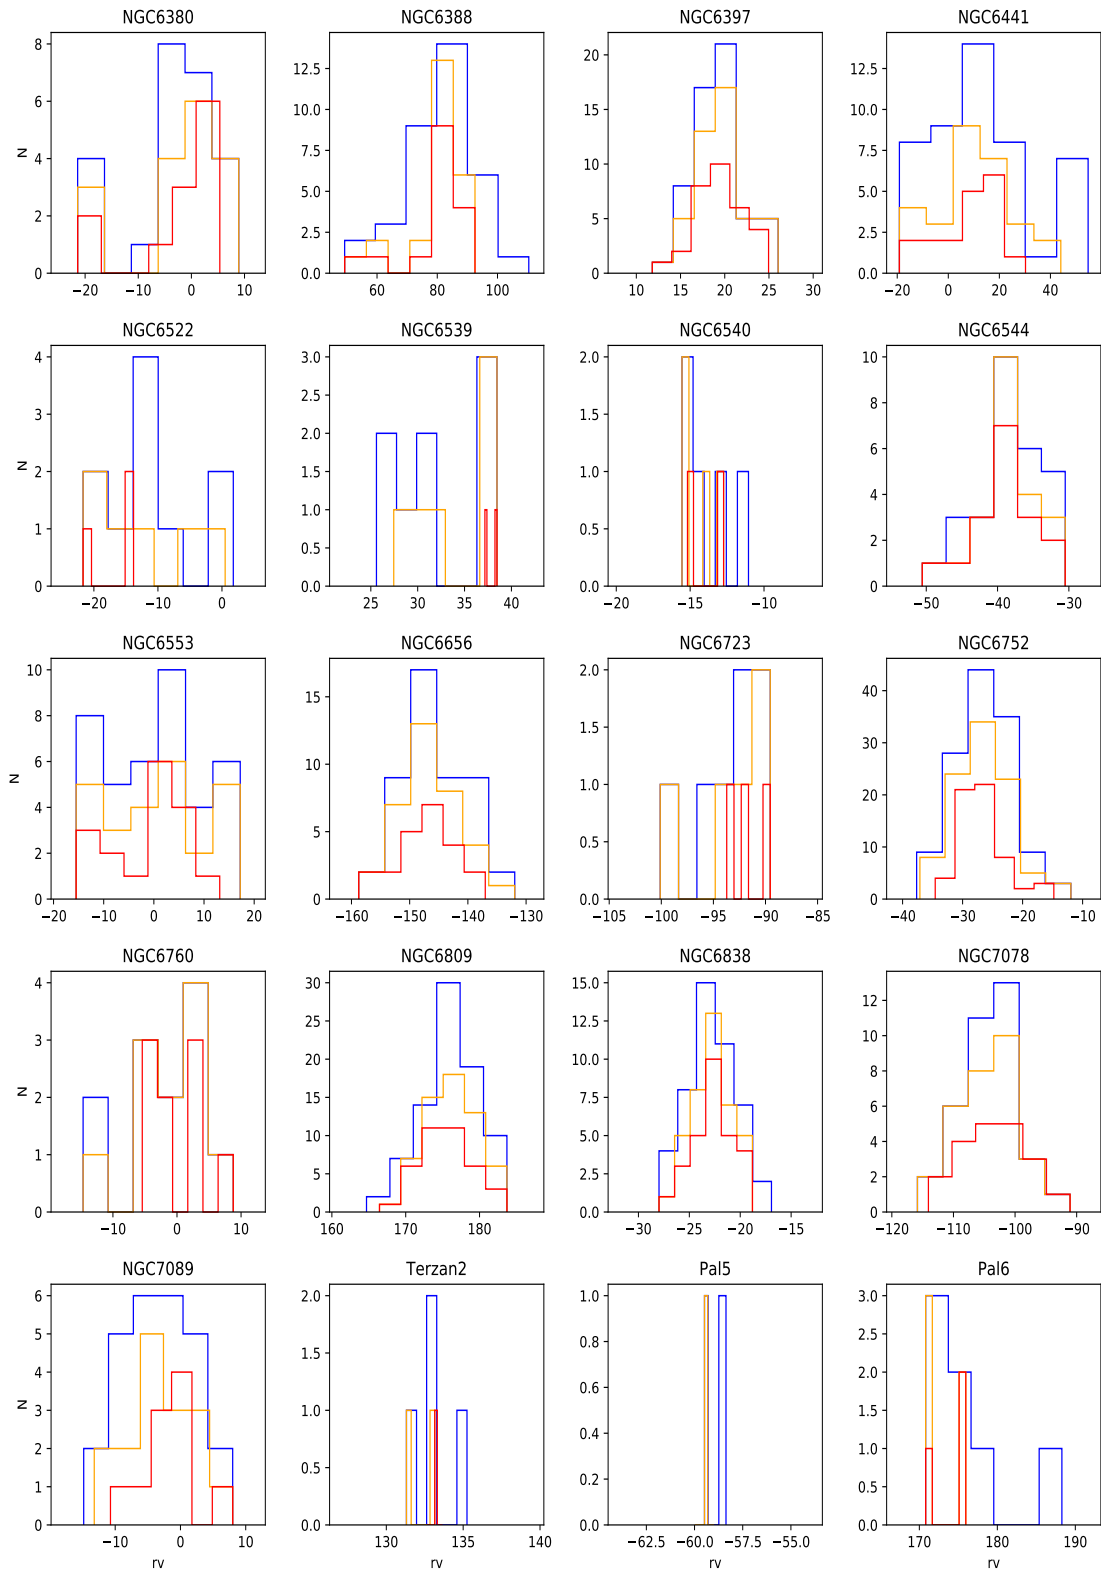 NGC6380 NGC6388 NGC6397 NGC6441
N
8 6 4 2 0
12.5 10.0 7.5 5.0 2.5 0.0
20 15 10 5 0
12.5 10.0 7.5 5.0 2.5 0.0
−20 −10 0 10
60 80 100
10 15 20 25 30
−20 0 20 40
NGC6522 NGC6539 NGC6540 NGC6544
N
4 3 2 1 0
3.0 2.5 2.0 1.5 1.0 0.5 0.0
2.0 1.5 1.0 0.5 0.0
10 8 6 4 2 0
−20 −10 0
25 30 35 40
−20 −15 −10
−50 −40 −30
NGC6553 NGC6656 NGC6723 NGC6752
N
10 8 6 4 2 0
15 10 5 0
2.0 1.5 1.0 0.5 0.0
40 30 20 10 0
−20 −10 0 10 20
−160 −150 −140 −130
−105 −100 −95 −90 −85
−40 −30 −20 −10
NGC6760 NGC6809 NGC6838 NGC7078
N
4 3 2 1 0
30 25 20 15 10 5 0
15.0 12.5 10.0 7.5 5.0 2.5 0.0
12 10 8 6 4 2 0
−10 0 10
160 170 180
−30 −25 −20 −15
−120 −110 −100 −90
NGC7089 Terzan2 Pal5 Pal6
N
6 5 4 3 2 1 0
2.0 1.5 1.0 0.5 0.0
1.0 0.8 0.6 0.4 0.2 0.0
3.0 2.5 2.0 1.5 1.0 0.5 0.0
−10 0 10
130 135 140
−62.5 −60.0 −57.5 −55.0
170 180 190
rv rv rv rv